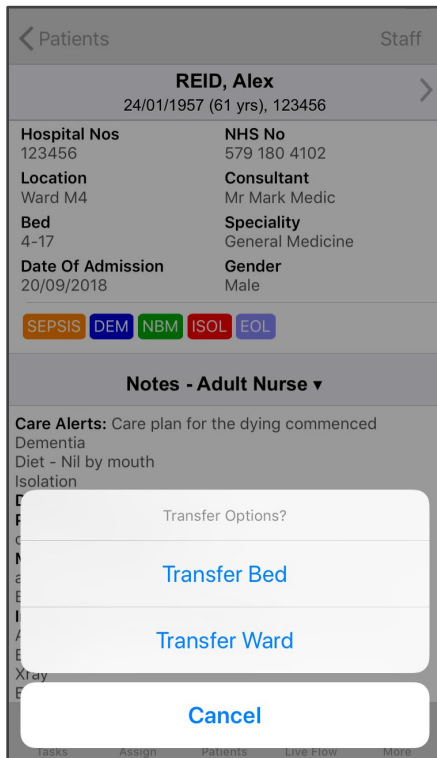 Patients Staff
REID, Alex
24/01/1957 (61 yrs), 123456
Hospital Nos NHS No
123456 579 180 4102
Location Consultant
Ward M4 Mr Mark Medic
Bed Speciality
4-17 General Medicine
Date Of Admission Gender
20/09/2018 Male
SEPSIS DEM NBM ISOL EOL
Notes - Adult Nurse ▾
Care Alerts: Care plan for the dying commenced
Dementia
Diet - Nil by mouth
Isolation
Transfer Options?
Transfer Bed
Transfer Ward
Xray
Cancel
Tasks Assign Patients Live Flow More